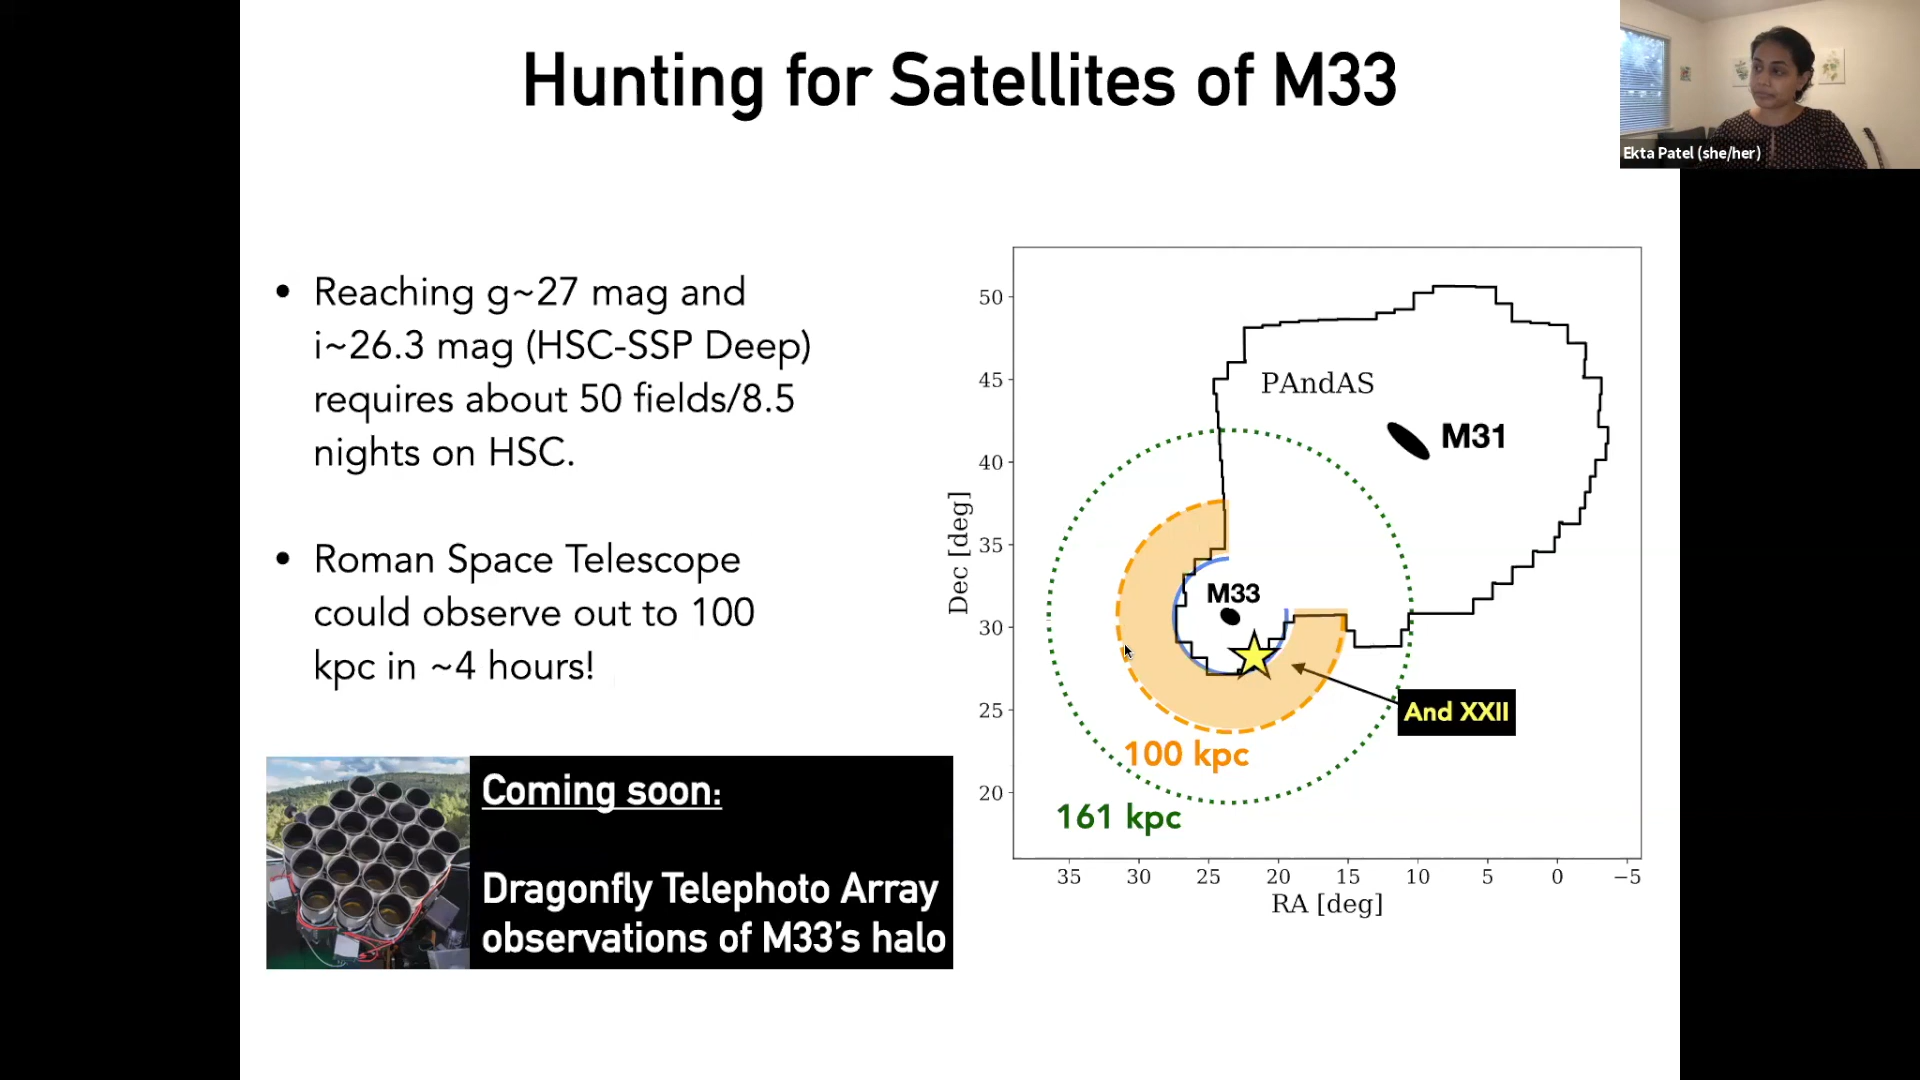 Hunting for Satellites of M33
Ekta Patel (she/her)
• Reaching g~27 mag and
i~26.3 mag (HSC-SSP Deep)
requires about 50 fields/8.5
nights on HSC.
• Roman Space Telescope
could observe out to 100
kpc in ~4 hours!
Coming soon:
Dragonfly Telephoto Array
observations of M33's halo
50
45
40
35
30
25
20
Dec [deg]
PAndAS
M31
M33
And XXII
100 kpc
161 kpc
35 30 25 20 15 10 5 0 −5
RA [deg]